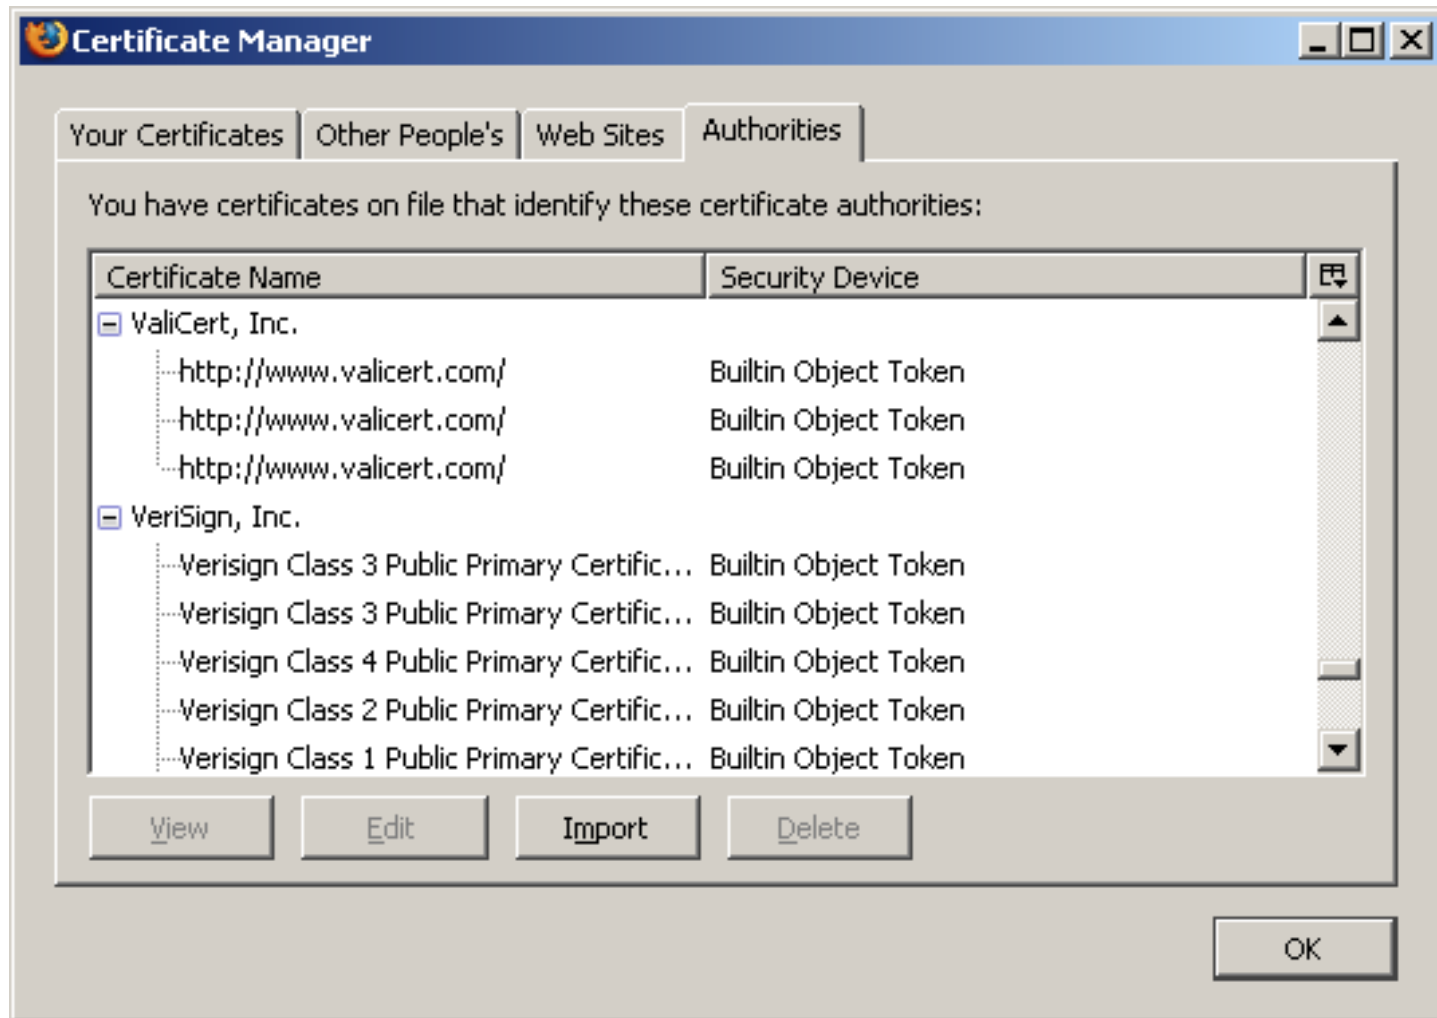 Certificate Manager
Your Certificates Other People's Web Sites Authorities
You have certificates on file that identify these certificate authorities:
Certificate Name Security Device
ValiCert, Inc.
http://www.valicert.com/ Builtin Object Token
http://www.valicert.com/ Builtin Object Token
http://www.valicert.com/ Builtin Object Token
VeriSign, Inc.
Verisign Class 3 Public Primary Certific... Builtin Object Token
Verisign Class 3 Public Primary Certific... Builtin Object Token
Verisign Class 4 Public Primary Certific... Builtin Object Token
Verisign Class 2 Public Primary Certific... Builtin Object Token
Verisign Class 1 Public Primary Certific... Builtin Object Token
View Edit Import Delete
OK